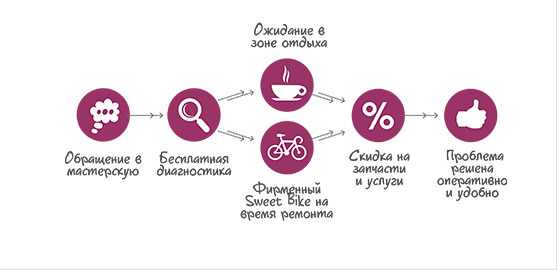 Ожидание в
зоне отдыха
Обращение в
мастерскую
Бесплатная
диагностика
%
Фирменный
Sweet Bike на
время ремонта
Скидка на
запчасти
и услуги
Проблема
решена
оперативно
и удобно